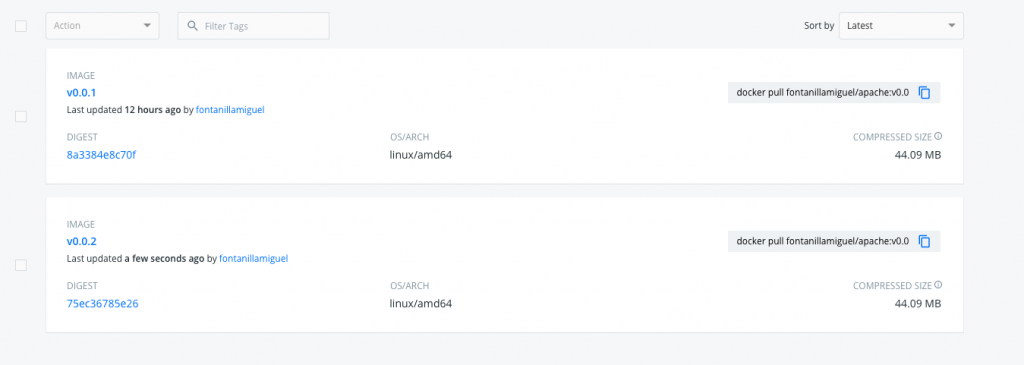 Action
Filter Tags
Sort by Latest
IMAGE
v0.0.1
docker pull fontanillamiguel/apache:v0.0
Last updated 12 hours ago by fontanillamiguel
DIGEST OS/ARCH COMPRESSED SIZE
8a3384e8c70f linux/amd64 44.09 MB
IMAGE
v0.0.2
docker pull fontanillamiguel/apache:v0.0
Last updated a few seconds ago by fontanillamiguel
DIGEST OS/ARCH COMPRESSED SIZE
75ec36785e26 linux/amd64 44.09 MB